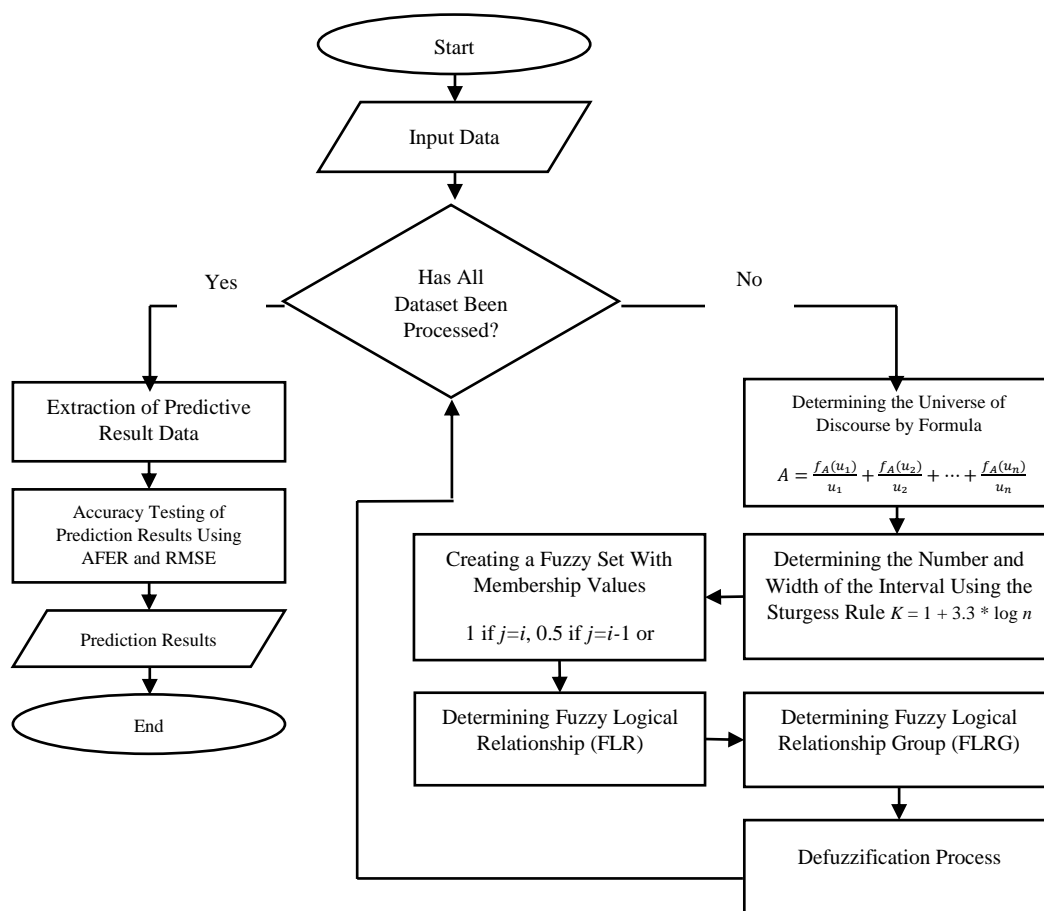 Start
Input Data
Has All
Dataset Been
Processed?
Yes
No
Extraction of Predictive
Result Data
Accuracy Testing of
Prediction Results Using
AFER and RMSE
Prediction Results
End
Determining the Universe of
Discourse by Formula
A = f_A(u_1)/u_1 + f_A(u_2)/u_2 + ⋯ + f_A(u_n)/u_n
Determining the Number and
Width of the Interval Using the
Sturgess Rule K = 1 + 3.3 * log n
Creating a Fuzzy Set With
Membership Values
1 if j=i, 0.5 if j=i-1 or
Determining Fuzzy Logical
Relationship (FLR)
Determining Fuzzy Logical
Relationship Group (FLRG)
Defuzzification Process